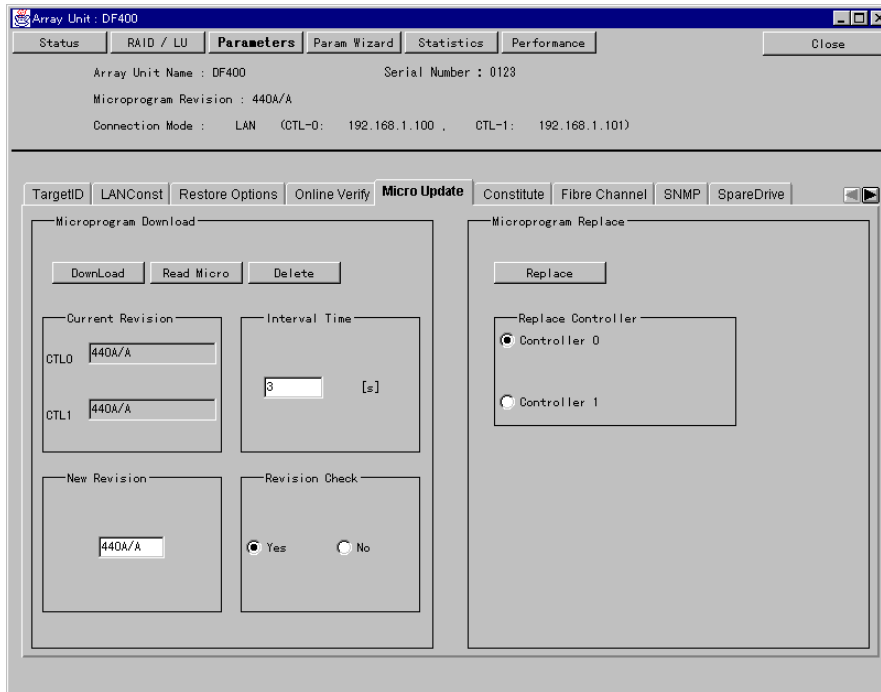 Array Unit : DF400
Status RAID / LU Parameters Param Wizard Statistics Performance Close
Array Unit Name : DF400 Serial Number : 0123
Microprogram Revision : 440A/A
Connection Mode : LAN (CTL-0: 192.168.1.100 , CTL-1: 192.168.1.101)
TargetID LANConst Restore Options Online Verify Micro Update Constitute Fibre Channel SNMP SpareDrive
Microprogram Download
DownLoad Read Micro Delete
Current Revision
CTL0 440A/A
CTL1 440A/A
Interval Time
3 [s]
New Revision
440A/A
Revision Check
Yes No
Microprogram Replace
Replace
Replace Controller
Controller 0
Controller 1